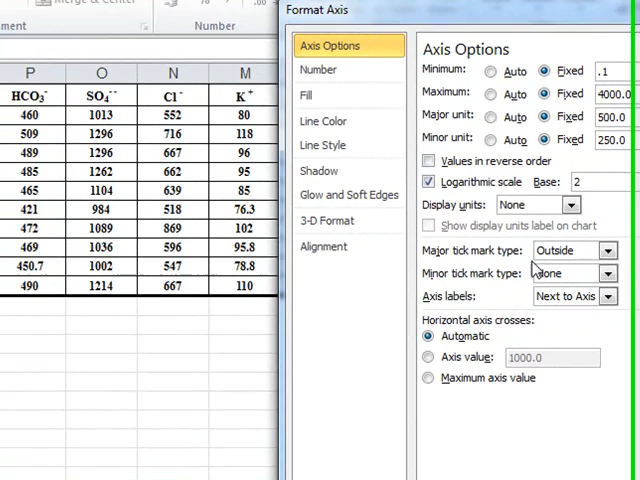 Merge & Center
Number
Format Axis
P O N M
HCO3- SO4-- Cl- K+
460 1013 552 80
509 1296 716 118
489 1296 667 96
485 1262 662 95
465 1104 639 85
421 984 518 76.3
472 1089 869 102
469 1036 596 95.8
450.7 1002 547 78.8
490 1214 667 110
Axis Options
Number
Fill
Line Color
Line Style
Shadow
Glow and Soft Edges
3-D Format
Alignment
Axis Options
Minimum: Auto Fixed .1
Maximum: Auto Fixed 4000.0
Major unit: Auto Fixed 500.0
Minor unit: Auto Fixed 250.0
Values in reverse order
Logarithmic scale Base: 2
Display units: None
Show display units label on chart
Major tick mark type: Outside
Minor tick mark type: None
Axis labels: Next to Axis
Horizontal axis crosses:
Automatic
Axis value: 1000.0
Maximum axis value